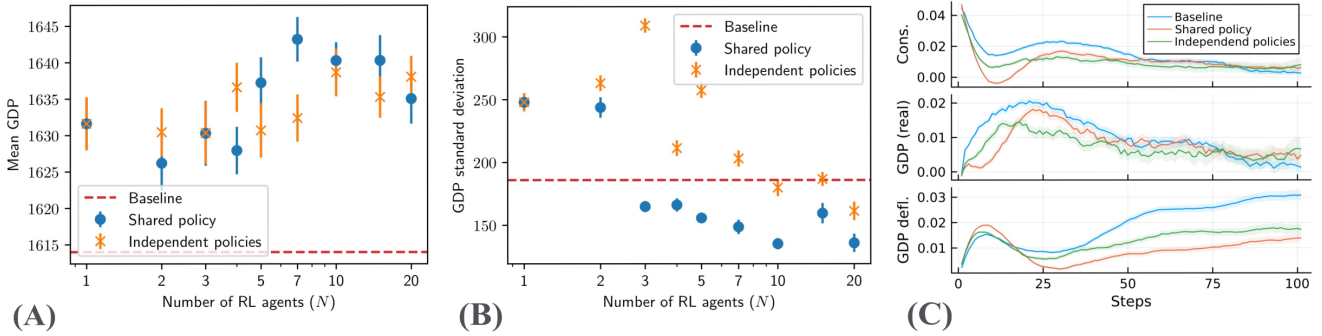 1645
1640
1635
1630
1625
1620
1615
Mean GDP
Baseline
Shared policy
Independent policies
1
2
3
5
7
10
20
Number of RL agents (N)
(A)
300
250
200
150
GDP standard deviation
Baseline
Shared policy
Independent policies
1
2
3
5
7
10
20
Number of RL agents (N)
(B)
Cons.
0.04
0.02
0.00
Baseline
Shared policy
Independend policies
GDP (real)
0.02
0.01
0.00
GDP defl.
0.03
0.02
0.01
0
25
50
75
100
Steps
(C)